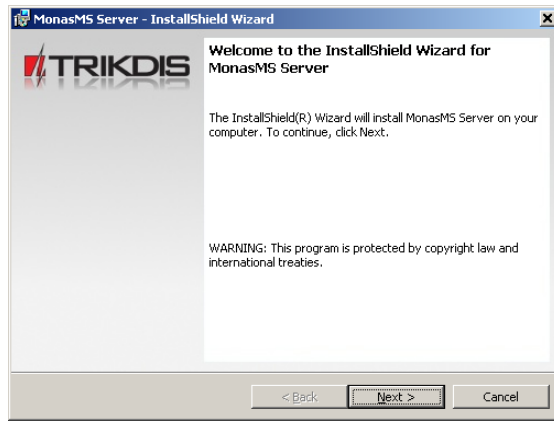 MonasMS Server - InstallShield Wizard
TRIKDIS
Welcome to the InstallShield Wizard for
MonasMS Server
The InstallShield(R) Wizard will install MonasMS Server on your
computer. To continue, click Next.
WARNING: This program is protected by copyright law and
international treaties.
< Back
Next >
Cancel